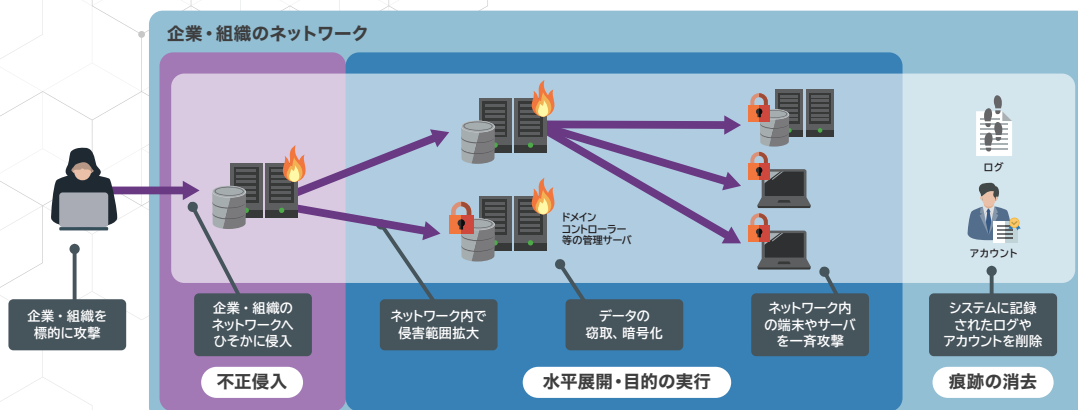 企業・組織のネットワーク
ログ
ドメイン
コントローラー
等の管理サーバ
アカウント
企業・組織を
標的に攻撃
企業・組織の
ネットワークへ
ひそかに侵入
ネットワーク内で
侵害範囲拡大
データの
窃取、暗号化
ネットワーク内
の端末やサーバ
を一斉攻撃
システムに記録
されたログや
アカウントを削除
不正侵入
水平展開・目的の実行
痕跡の消去